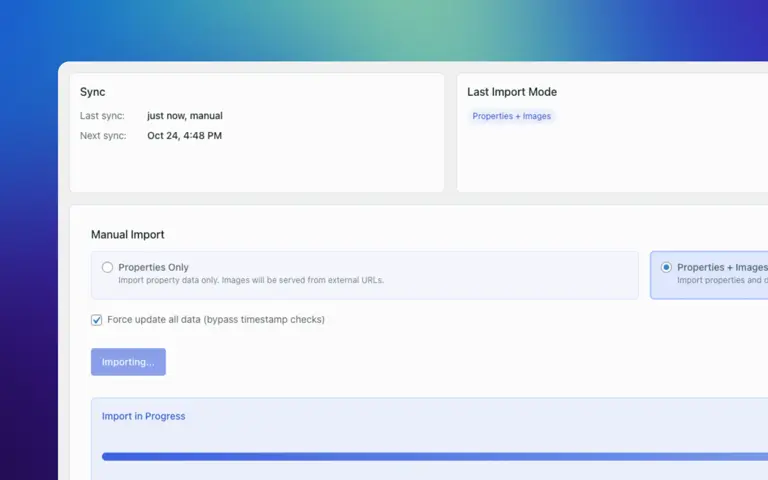 Sync
Last sync: just now, manual
Next sync: Oct 24, 4:48 PM
Last Import Mode
Properties + Images
Manual Import
Properties Only
Import property data only. Images will be served from external URLs.
Properties + Images
Import properties and
Force update all data (bypass timestamp checks)
Importing...
Import in Progress